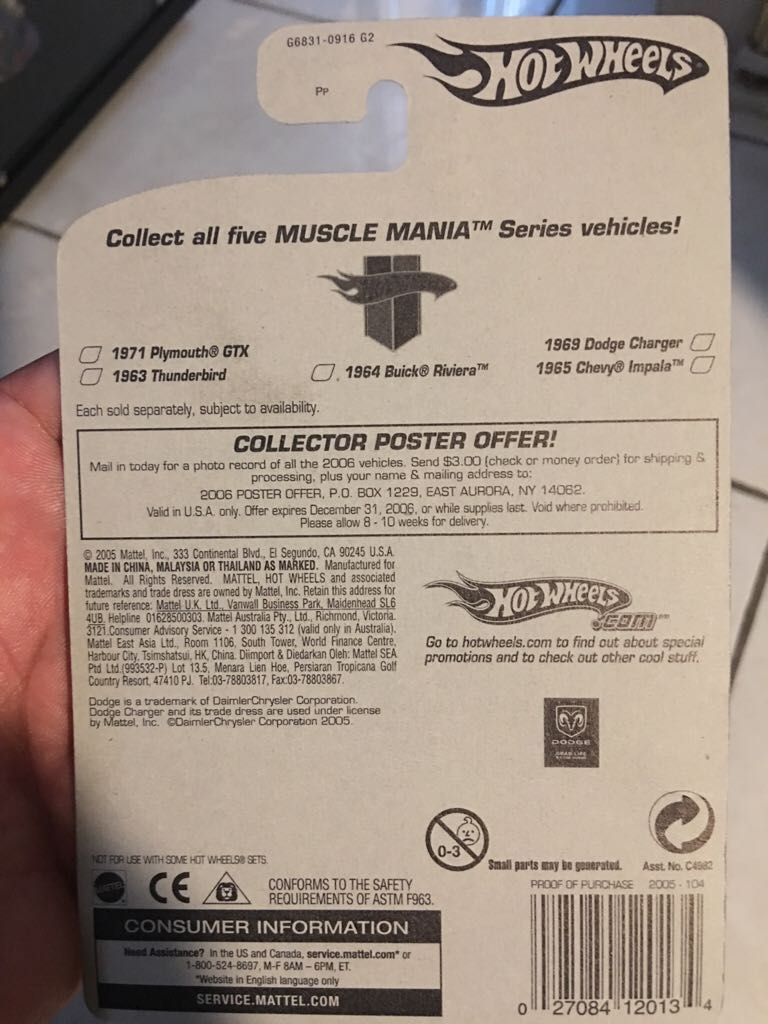 G6831-0916 G2
HOT WHEELS
PP
Collect all five MUSCLE MANIA™ Series vehicles!
1971 Plymouth® GTX
1963 Thunderbird
1964 Buick® Riviera™
1969 Dodge Charger
1965 Chevy® Impala™
Each sold separately, subject to availability.
COLLECTOR POSTER OFFER!
Mail in today for a photo record of all the 2006 vehicles. Send $3.00 (check or money order) for shipping &
processing, plus your name & mailing address to:
2006 POSTER OFFER, P.O. BOX 1229, EAST AURORA, NY 14052.
Valid in U.S.A. only. Offer expires December 31, 2006, or while supplies last. Void where prohibited.
Please allow 8 - 10 weeks for delivery.
© 2005 Mattel, Inc., 333 Continental Blvd., El Segundo, CA 90245 U.S.A.
MADE IN CHINA, MALAYSIA OR THAILAND AS MARKED. Manufactured for
Mattel. All Rights Reserved. MATTEL, HOT WHEELS and associated
trademarks and trade dress are owned by Mattel, Inc. Retain this address for
future reference: Mattel U.K. Ltd., Vanwall Business Park, Maidenhead SL6
4UB. Helpline 01628500303. Mattel Australia Pty., Ltd., Richmond, Victoria.
3121.Consumer Advisory Service - 1 300 135 312 (valid only in Australia).
Mattel East Asia Ltd., Room 1106, South Tower, World Finance Centre,
Harbour City, Tsimshatsui, HK, China. Diimport & Diedarkan Oleh: Mattel SEA
Ptd Ltd.(993532-P) Lot 13.5, Menara Lien Hoe, Persiaran Tropicana Golf
Country Resort, 47410 PJ. Tel:03-78803817, Fax:03-78803867.
Dodge is a trademark of DaimlerChrysler Corporation.
Dodge Charger and its trade dress are used under license
by Mattel, Inc. ©DaimlerChrysler Corporation 2005.
HOT WHEELS
.COM™
Go to hotwheels.com to find out about special
promotions and to check out other cool stuff.
DODGE
0-3
Small parts may be generated.
Asst. No. C4982
NOT FOR USE WITH SOME HOT WHEELS® SETS.
MATTEL
CE
CONFORMS TO THE SAFETY
REQUIREMENTS OF ASTM F963.
PROOF OF PURCHASE 2005 - 104
CONSUMER INFORMATION
Need Assistance? In the US and Canada, service.mattel.com* or
1-800-524-8697, M-F 8AM – 6PM, ET.
*Website in English language only
SERVICE.MATTEL.COM
0 27084 12013 4